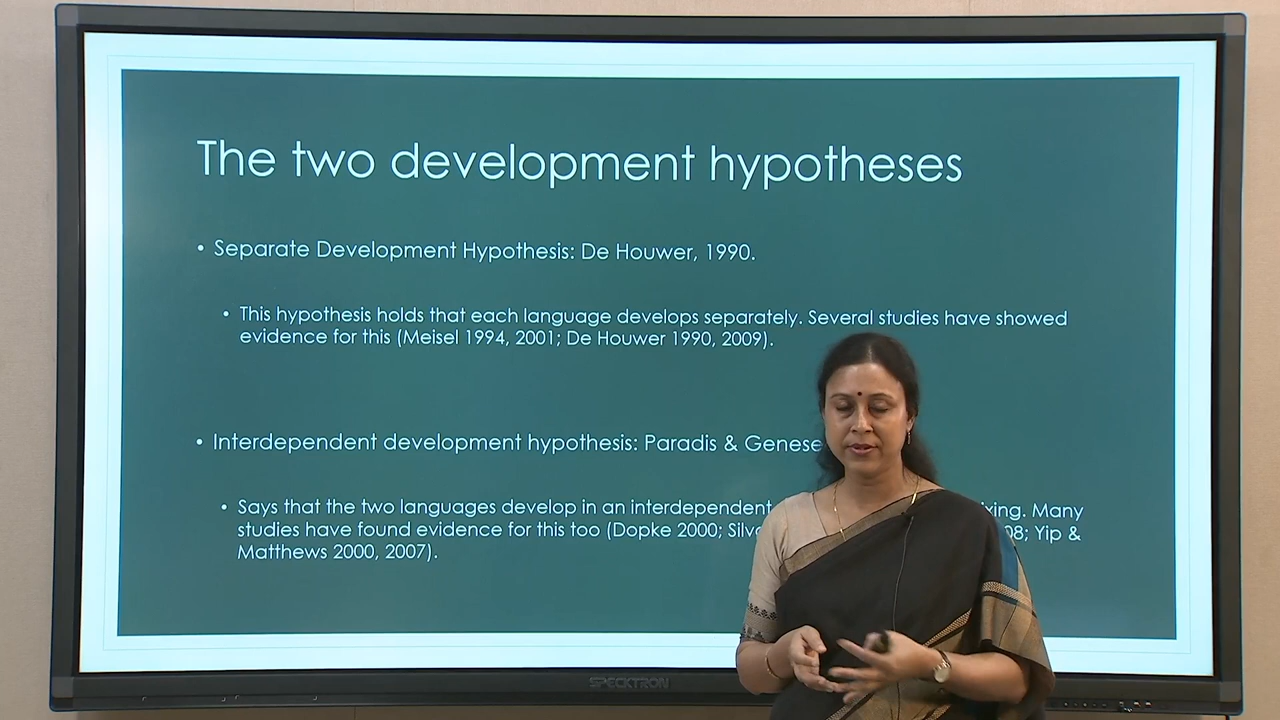 The two development hypotheses
• Separate Development Hypothesis: De Houwer, 1990.
• This hypothesis holds that each language develops separately. Several studies have showed
evidence for this (Meisel 1994, 2001; De Houwer 1990, 2009).
• Interdependent development hypothesis: Paradis & Genese
• Says that the two languages develop in an interdependent Many
studies have found evidence for this too (Dopke 2000; Yip &
Matthews 2000, 2007).
SPECKTRON